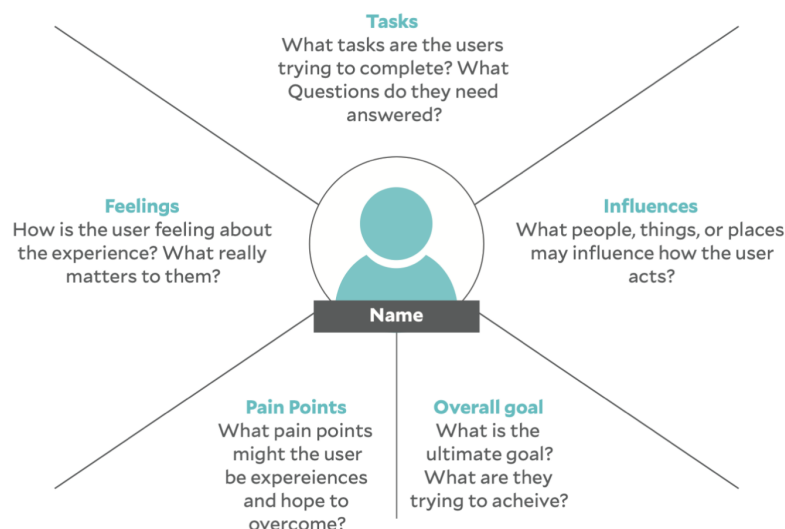 Tasks
What tasks are the users
trying to complete? What
Questions do they need
answered?
Feelings
How is the user feeling about
the experience? What really
matters to them?
Influences
What people, things, or places
may influence how the user
acts?
Name
Pain Points
What pain points
might the user
be expereiences
and hope to
overcome?
Overall goal
What is the
ultimate goal?
What are they
trying to acheive?